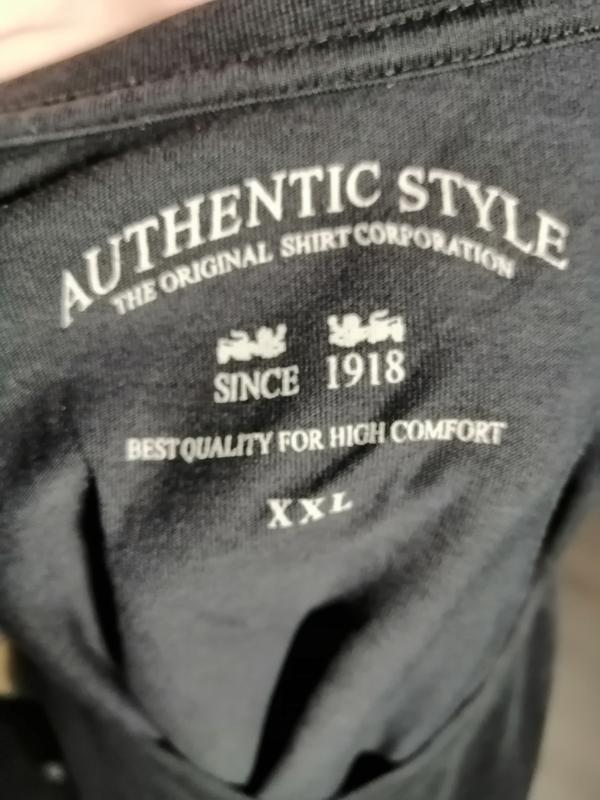 AUTHENTIC STYLE
THE ORIGINAL SHIRT CORPORATION
SINCE 1918
BEST QUALITY FOR HIGH COMFORT
XXL